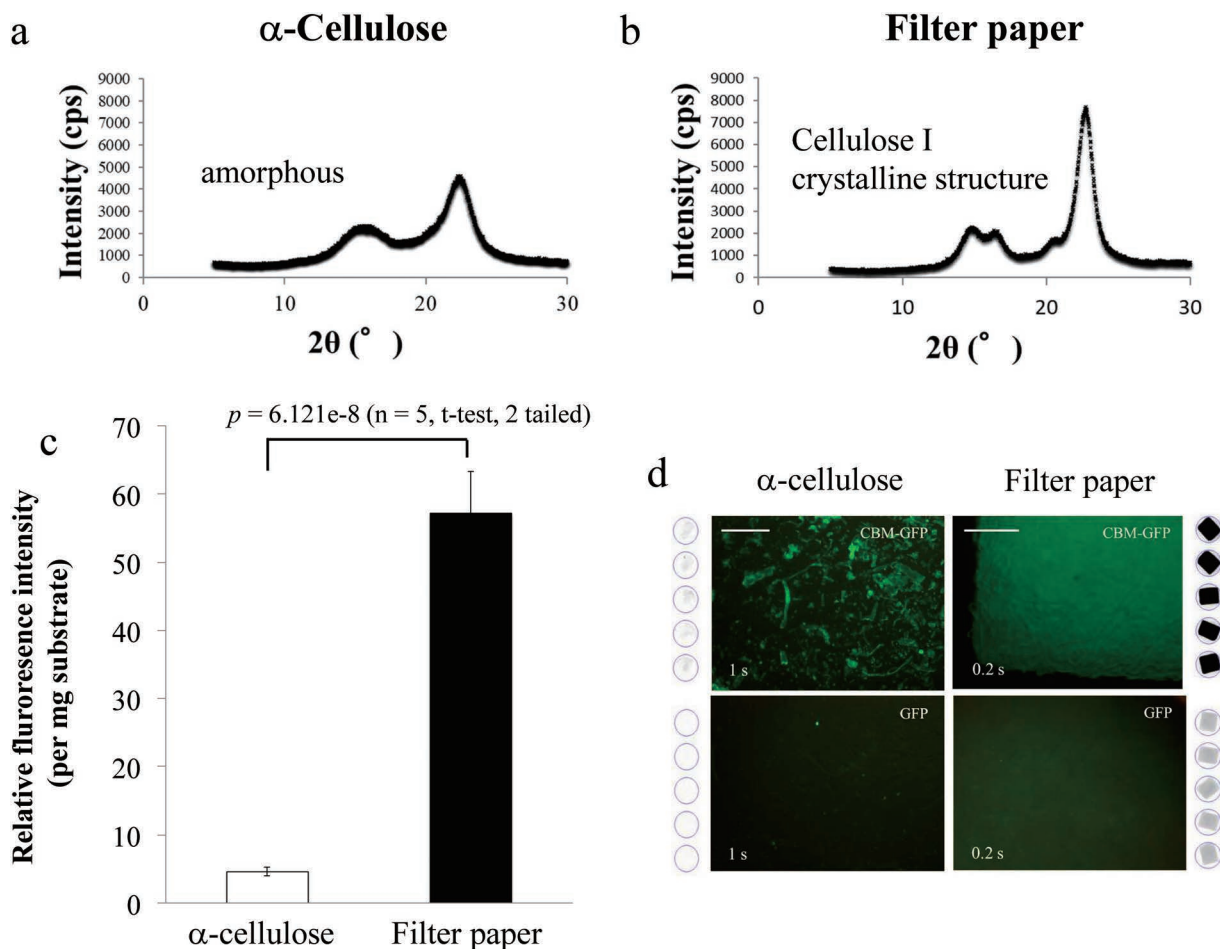 a
α-Cellulose
Intensity (cps)
9000
8000
7000
6000
5000
4000
3000
2000
1000
0
amorphous
0 10 20 30
2θ (° )
b
Filter paper
Intensity (cps)
9000
8000
7000
6000
5000
4000
3000
2000
1000
0
Cellulose I
crystalline structure
0 10 20 30
2θ (° )
c
p = 6.121e-8 (n = 5, t-test, 2 tailed)
Relative fluroresence intensity
(per mg substrate)
70
60
50
40
30
20
10
0
α-cellulose Filter paper
d
α-cellulose Filter paper
CBM-GFP
1 s
CBM-GFP
0.2 s
GFP
1 s
GFP
0.2 s